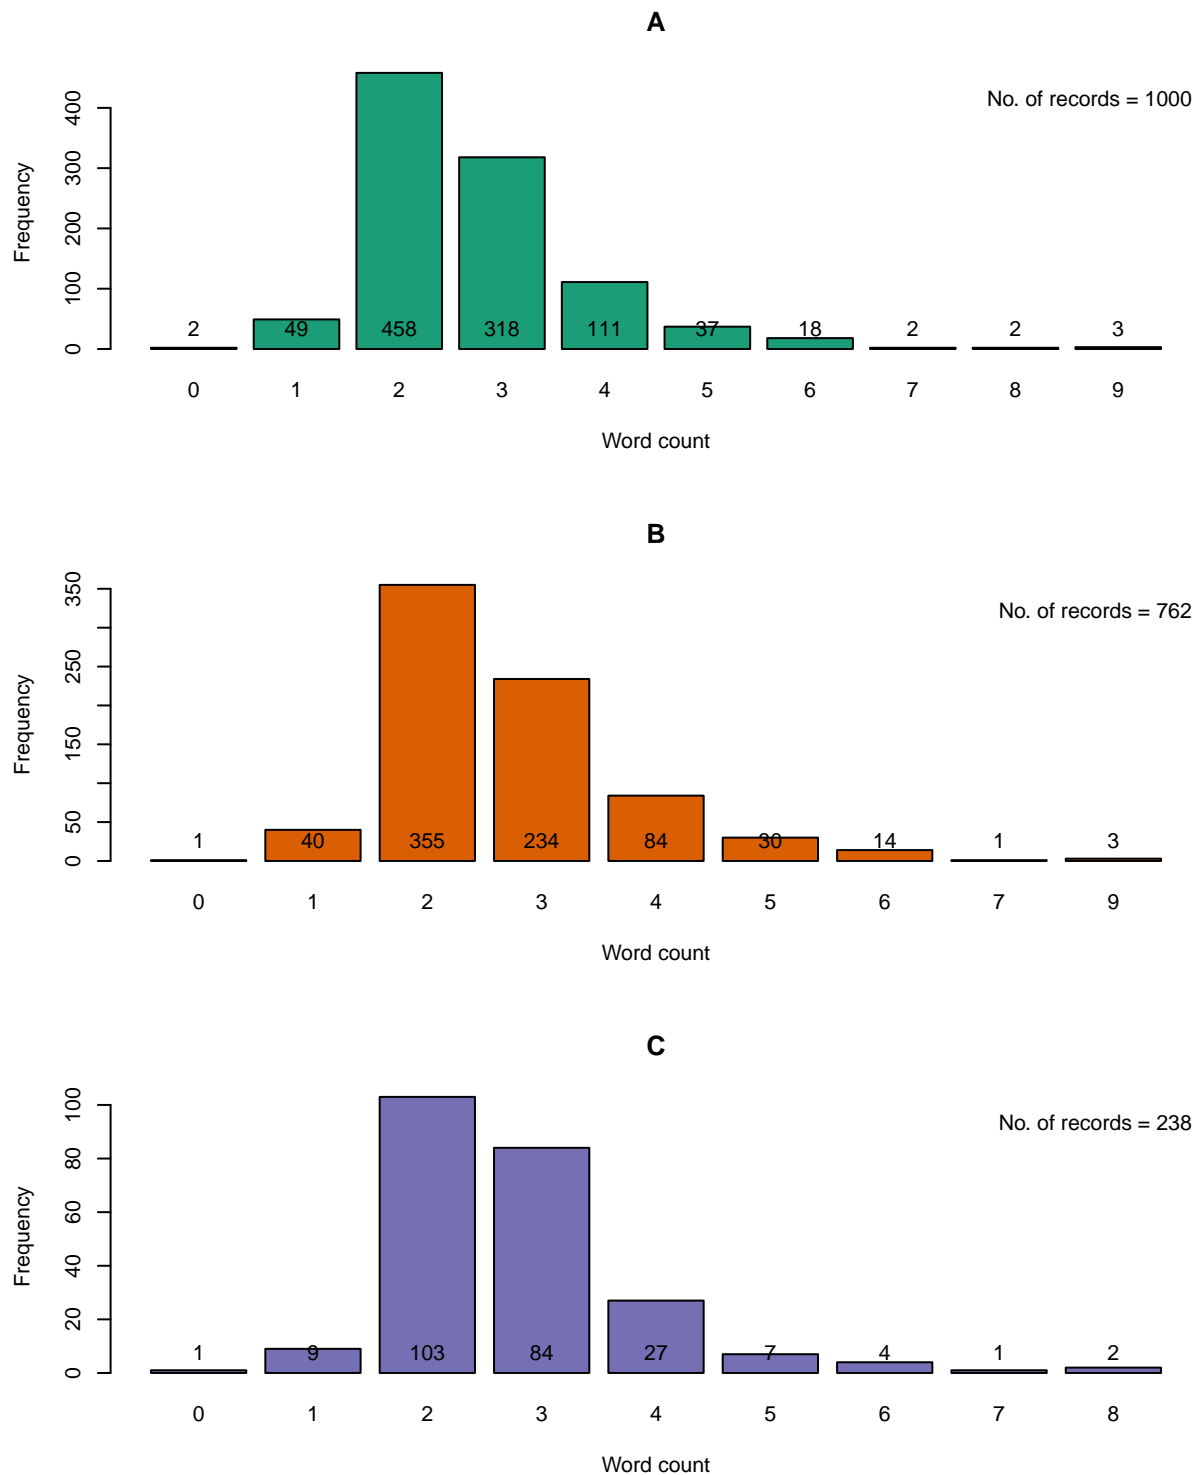 A
No. of records = 1000
Frequency
400
300
200
100
0
2 49 458 318 111 37 18 2 2 3
0 1 2 3 4 5 6 7 8 9
Word count
B
No. of records = 762
Frequency
350
250
150
50
0
1 40 355 234 84 30 14 1 3
0 1 2 3 4 5 6 7 9
Word count
C
No. of records = 238
Frequency
100
80
60
40
20
0
1 9 103 84 27 7 4 1 2
0 1 2 3 4 5 6 7 8
Word count